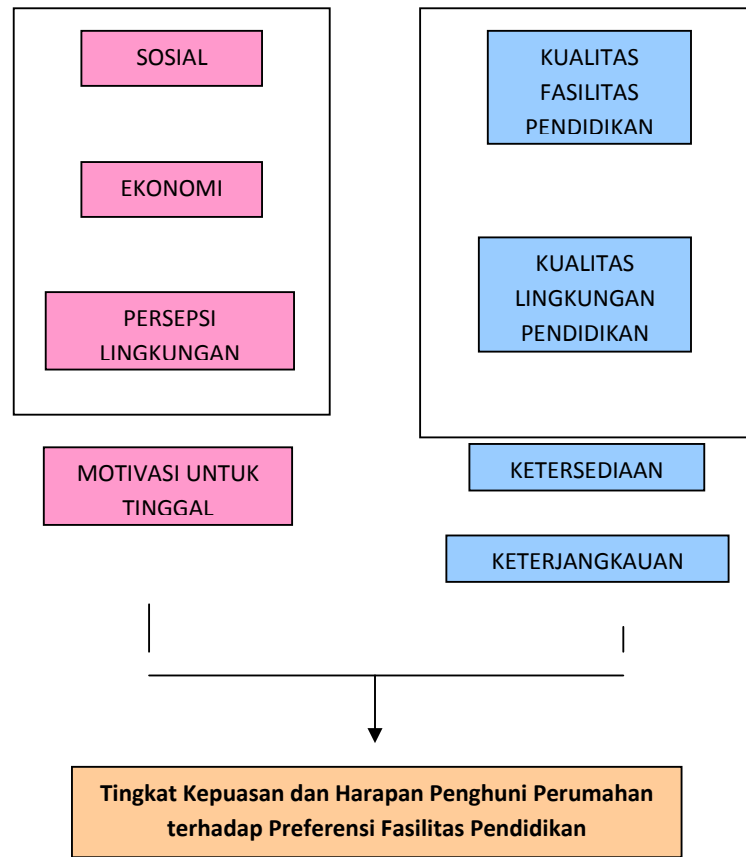 SOSIAL
EKONOMI
PERSEPSI
LINGKUNGAN
MOTIVASI UNTUK
TINGGAL
KUALITAS
FASILITAS
PENDIDIKAN
KUALITAS
LINGKUNGAN
PENDIDIKAN
KETERSEDIAAN
KETERJANGKAUAN
Tingkat Kepuasan dan Harapan Penghuni Perumahan
terhadap Preferensi Fasilitas Pendidikan